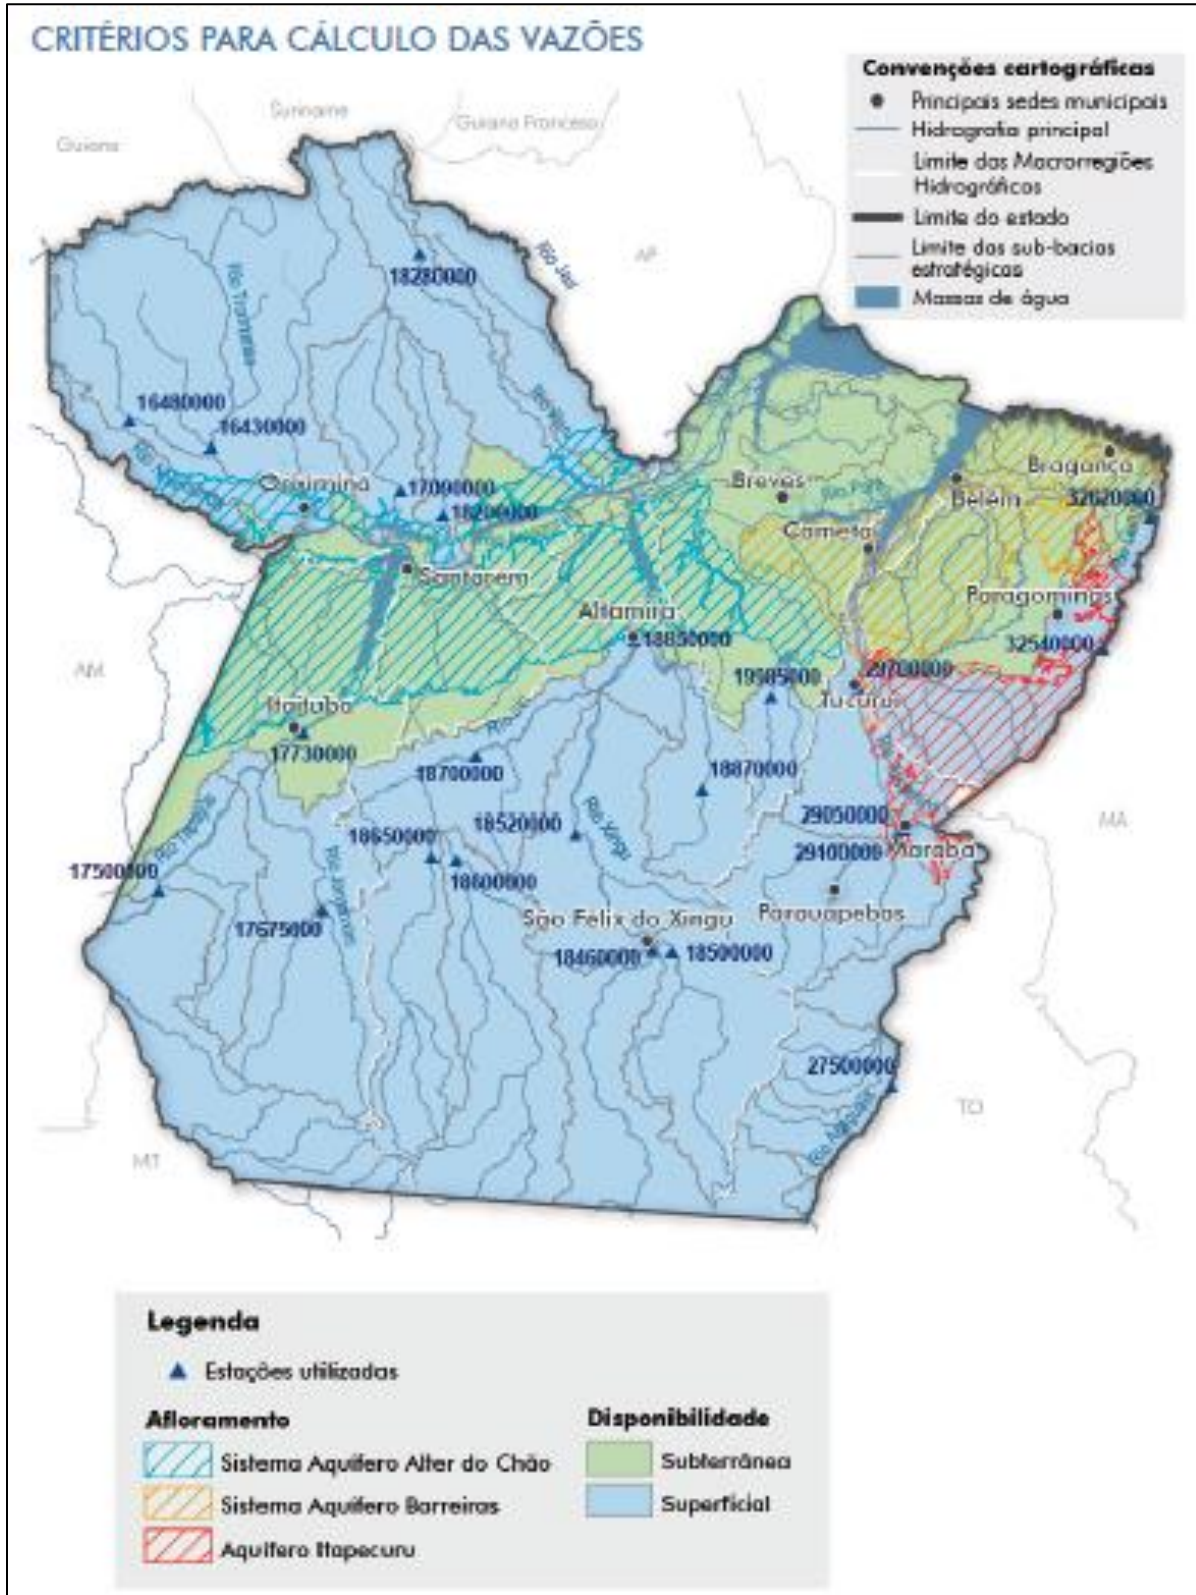 CRITÉRIOS PARA CÁLCULO DAS VAZÕES
Convenções cartográficas
Principais sedes municipais
Hidrografia principal
Limite das Macrorregiões
Hidrográficos
Limite do estado
Limite das sub-bacias
estratégicas
Massas de água
Suriname
Guiana Francesa
Guiana
AP
Rio Jari
18280000
Rio Trombetas
16480000
16430000
Oriximiná
17090000
18200000
Santarém
Breves
Rio Pará
Belém
Bragança
32620000
Cametá
Paragominas
32540000
Altamira
18850000
19985000
29700000
Tucuruí
AM
Itaituba
17730000
18700000
18870000
18520000
Rio Xingu
18650000
18600000
29050000
29100000
Marabá
MA
17500000
17675000
Rio Jamanxim
São Félix do Xingu
Parauapebas
18460000
18500000
27500000
Rio Araguaia
TO
MT
Legenda
Estações utilizadas
Afloramento
Disponibilidade
Sistema Aquífero Alter do Chão
Subterrânea
Sistema Aquífero Barreiras
Superficial
Aquífero Itapecuru